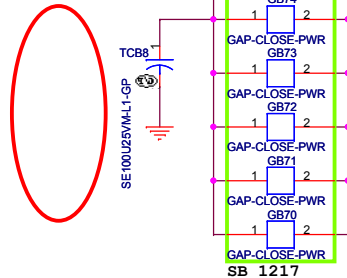 GB74
1 2
GAP-CLOSE-PWR
GB73
TCB8
1
1 2
GAP-CLOSE-PWR
GB72
SE100U25VM-L1-GP
1 2
GAP-CLOSE-PWR
GB71
1 2
GAP-CLOSE-PWR
GB70
1 2
GAP-CLOSE-PWR
SB 1217